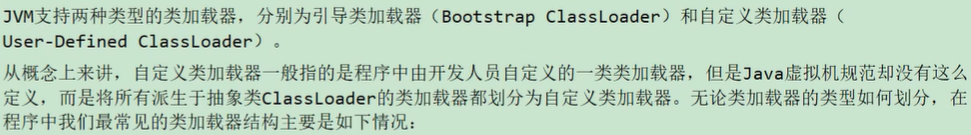 JVM支持两种类型的类加载器，分别为引导类加载器（Bootstrap ClassLoader）和自定义类加载器（
User-Defined ClassLoader）。
从概念上来讲，自定义类加载器一般指的是程序中由开发人员自定义的一类类加载器，但是Java虚拟机规范却没有这么
定义，而是将所有派生于抽象类ClassLoader的类加载器都划分为自定义类加载器。无论类加载器的类型如何划分，在
程序中我们最常见的类加载器结构主要是如下情况：